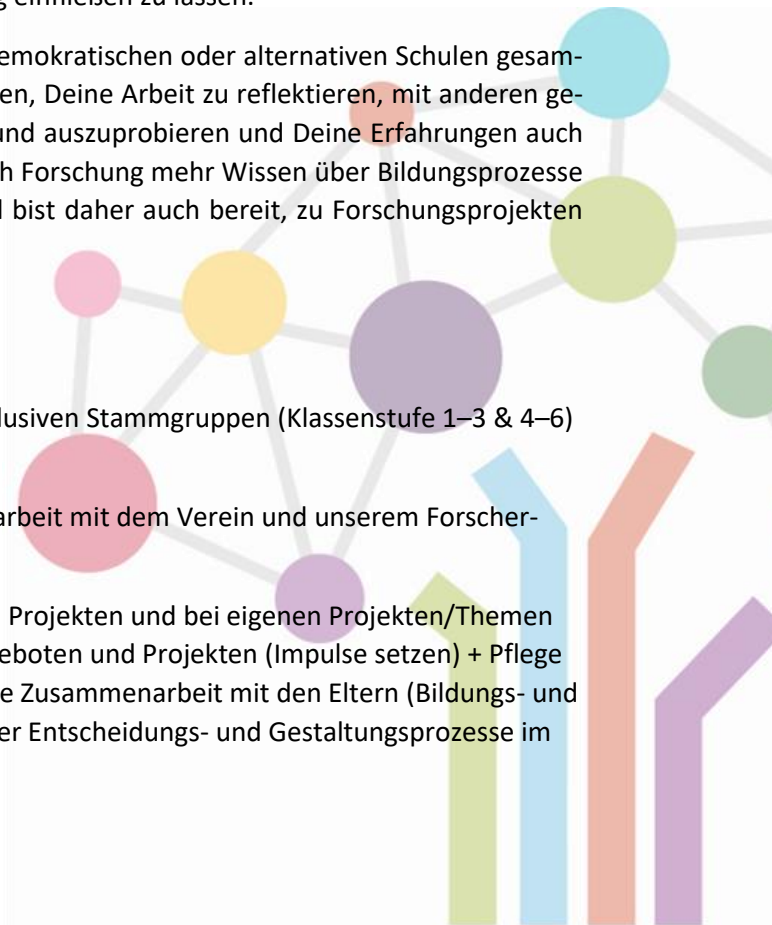 einfließen zu lassen.
emokratischen oder alternativen Schulen gesam-
en, Deine Arbeit zu reflektieren, mit anderen ge-
und auszuprobieren und Deine Erfahrungen auch
h Forschung mehr Wissen über Bildungsprozesse
bist daher auch bereit, zu Forschungsprojekten
lusiven Stammgruppen (Klassenstufe 1–3 & 4–6)
arbeit mit dem Verein und unserem Forscher-
Projekten und bei eigenen Projekten/Themen
eboten und Projekten (Impulse setzen) + Pflege
e Zusammenarbeit mit den Eltern (Bildungs- und
er Entscheidungs- und Gestaltungsprozesse im